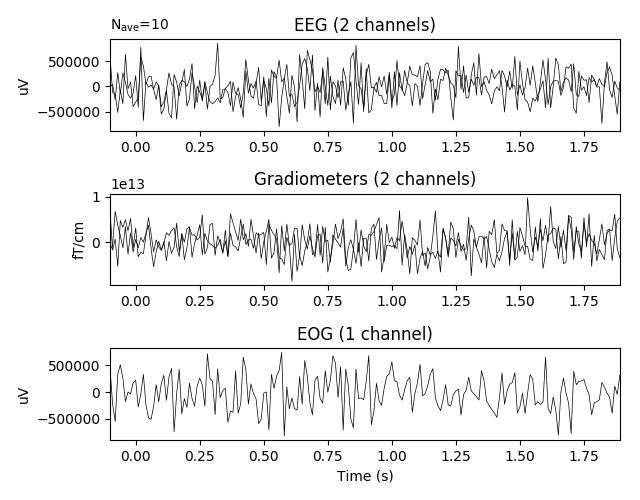 N_ave=10
EEG (2 channels)
uV
500000
0
−500000
0.00 0.25 0.50 0.75 1.00 1.25 1.50 1.75
1e13
Gradiometers (2 channels)
fT/cm
1
0
0.00 0.25 0.50 0.75 1.00 1.25 1.50 1.75
EOG (1 channel)
uV
500000
0
−500000
0.00 0.25 0.50 0.75 1.00 1.25 1.50 1.75
Time (s)